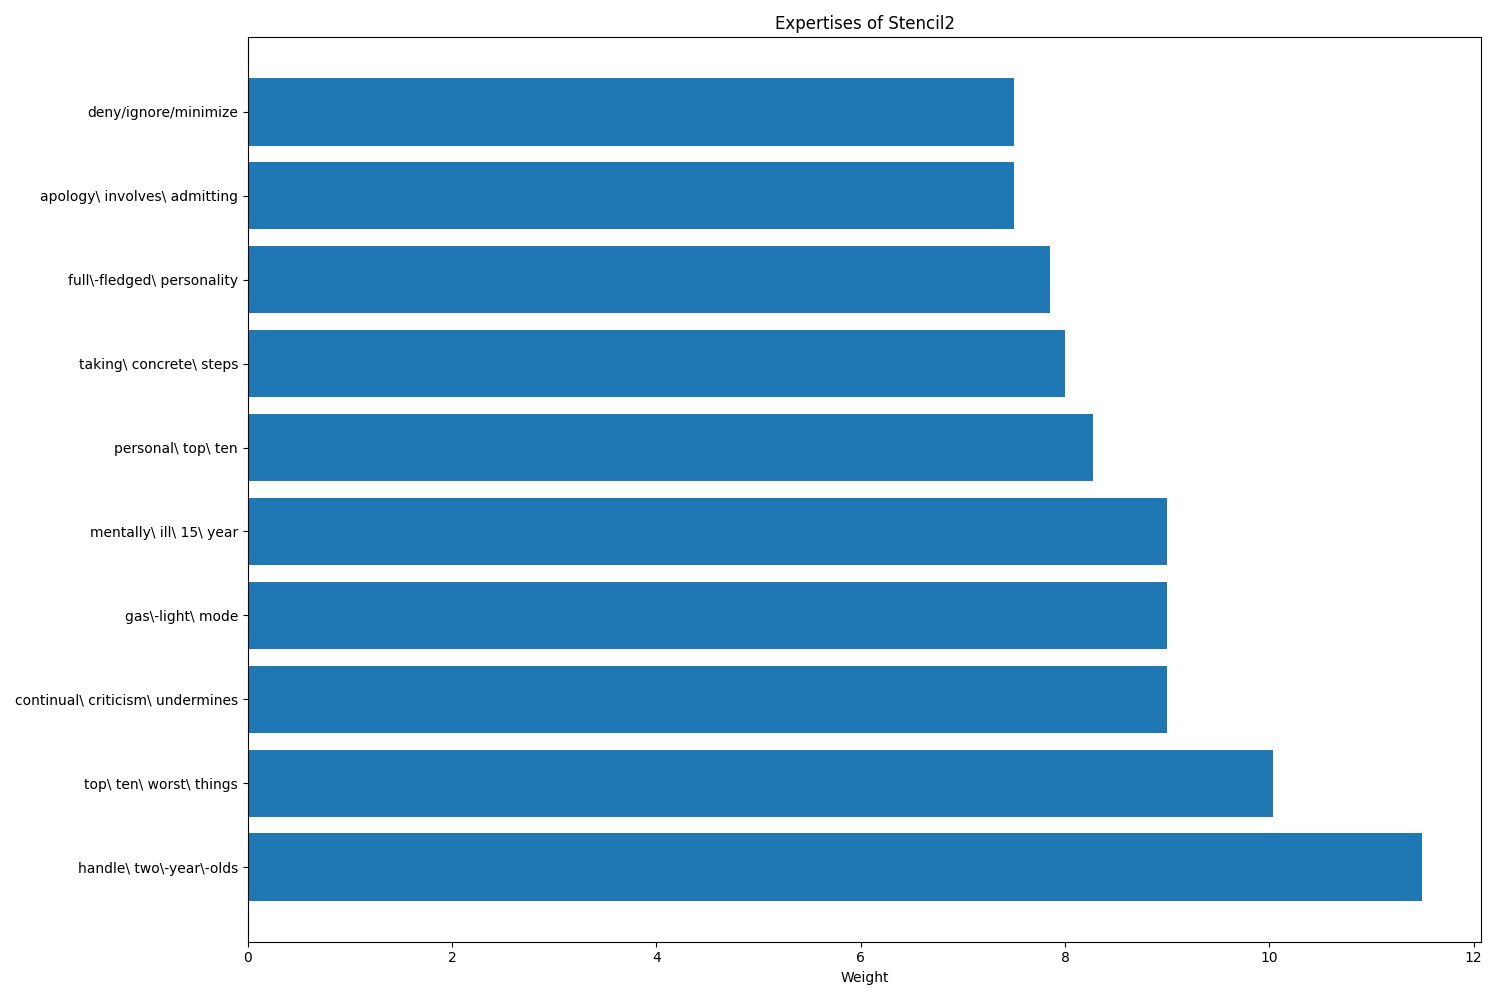 Expertises of Stencil2
deny/ignore/minimize
apology\ involves\ admitting
full\-fledged\ personality
taking\ concrete\ steps
personal\ top\ ten
mentally\ ill\ 15\ year
gas\-light\ mode
continual\ criticism\ undermines
top\ ten\ worst\ things
handle\ two\-year\-olds
0 2 4 6 8 10 12
Weight